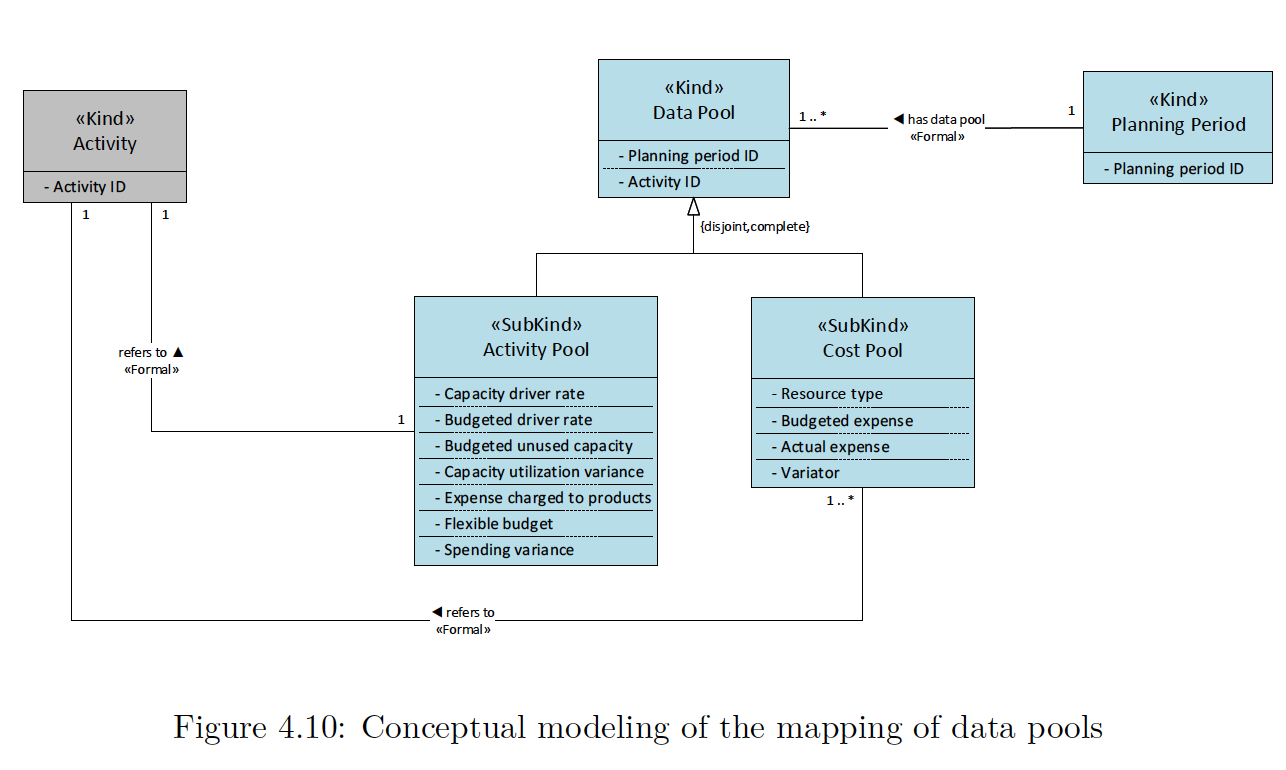 «Kind»
Activity
- Activity ID
1
1
«Kind»
Data Pool
- Planning period ID
- Activity ID
1 .. *
◄ has data pool
«Formal»
1
«Kind»
Planning Period
- Planning period ID
{disjoint,complete}
«SubKind»
Activity Pool
- Capacity driver rate
- Budgeted driver rate
- Budgeted unused capacity
- Capacity utilization variance
- Expense charged to products
- Flexible budget
- Spending variance
«SubKind»
Cost Pool
- Resource type
- Budgeted expense
- Actual expense
- Variator
refers to ▲
«Formal»
1
1 .. *
◄ refers to
«Formal»
Figure 4.10: Conceptual modeling of the mapping of data pools